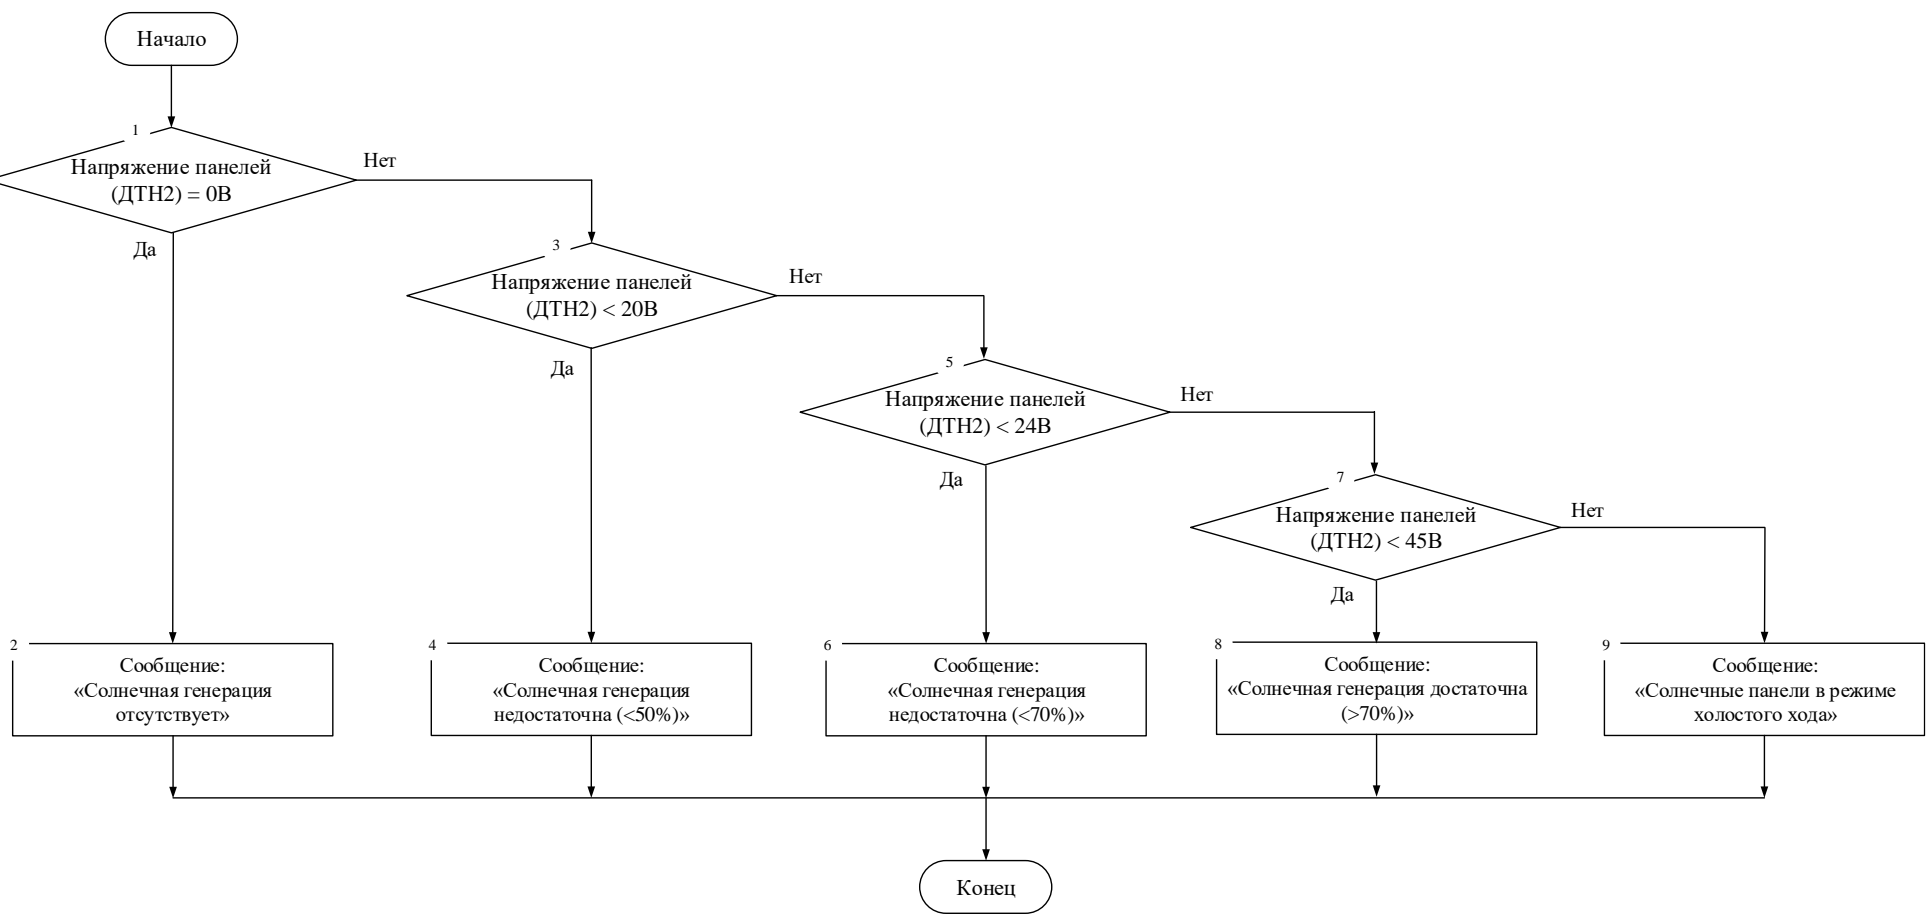 Начало
1
Напряжение панелей
(ДТН2) = 0В
Нет
Да
3
Напряжение панелей
(ДТН2) < 20В
Нет
Да
5
Напряжение панелей
(ДТН2) < 24В
Нет
Да
7
Напряжение панелей
(ДТН2) < 45В
Нет
Да
2
Сообщение:
«Солнечная генерация
отсутствует»
4
Сообщение:
«Солнечная генерация
недостаточна (<50%)»
6
Сообщение:
«Солнечная генерация
недостаточна (<70%)»
8
Сообщение:
«Солнечная генерация достаточна
(>70%)»
9
Сообщение:
«Солнечные панели в режиме
холостого хода»
Конец